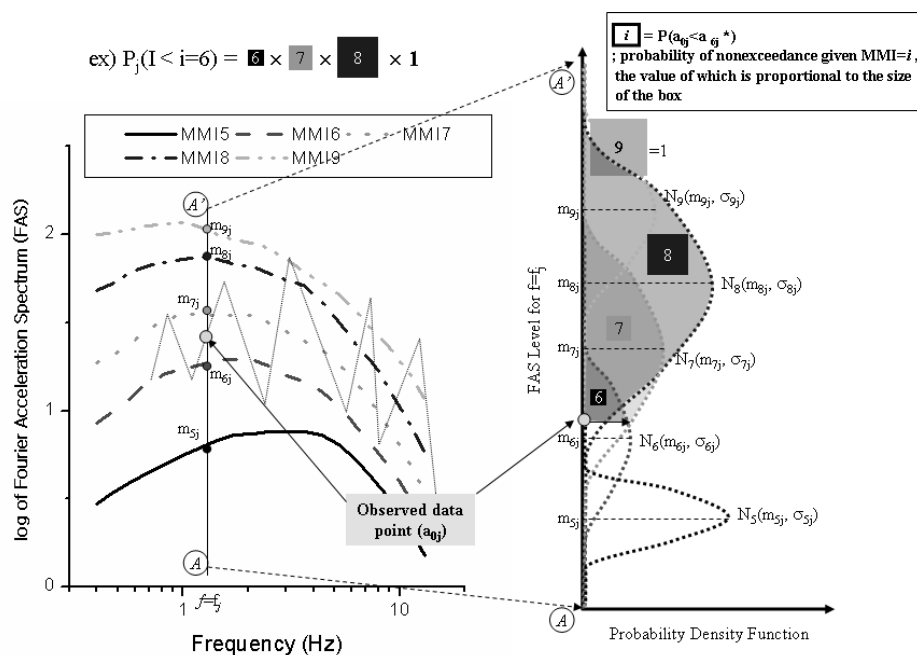 ex) Pj(I < i=6) = 6 × 7 × 8 × 1
i = P(a0j<a 0j *)
; probability of nonexceedance given MMI=i ,
the value of which is proportional to the size
of the box
MMI5 MMI6 MMI7
MMI8 MMI9
log of Fourier Acceleration Spectrum (FAS)
2
1
0
A'
m9j
m8j
m7j
m6j
m5j
A
1 10
f=fj
Frequency (Hz)
Observed data
point (a0j)
A'
FAS Level for f=fj
9 =1
m9j N9(m9j, σ9j)
8
m8j N8(m8j, σ8j)
7
m7j N7(m7j, σ7j)
6
m6j N6(m6j, σ6j)
m5j N5(m5j, σ5j)
A
Probability Density Function